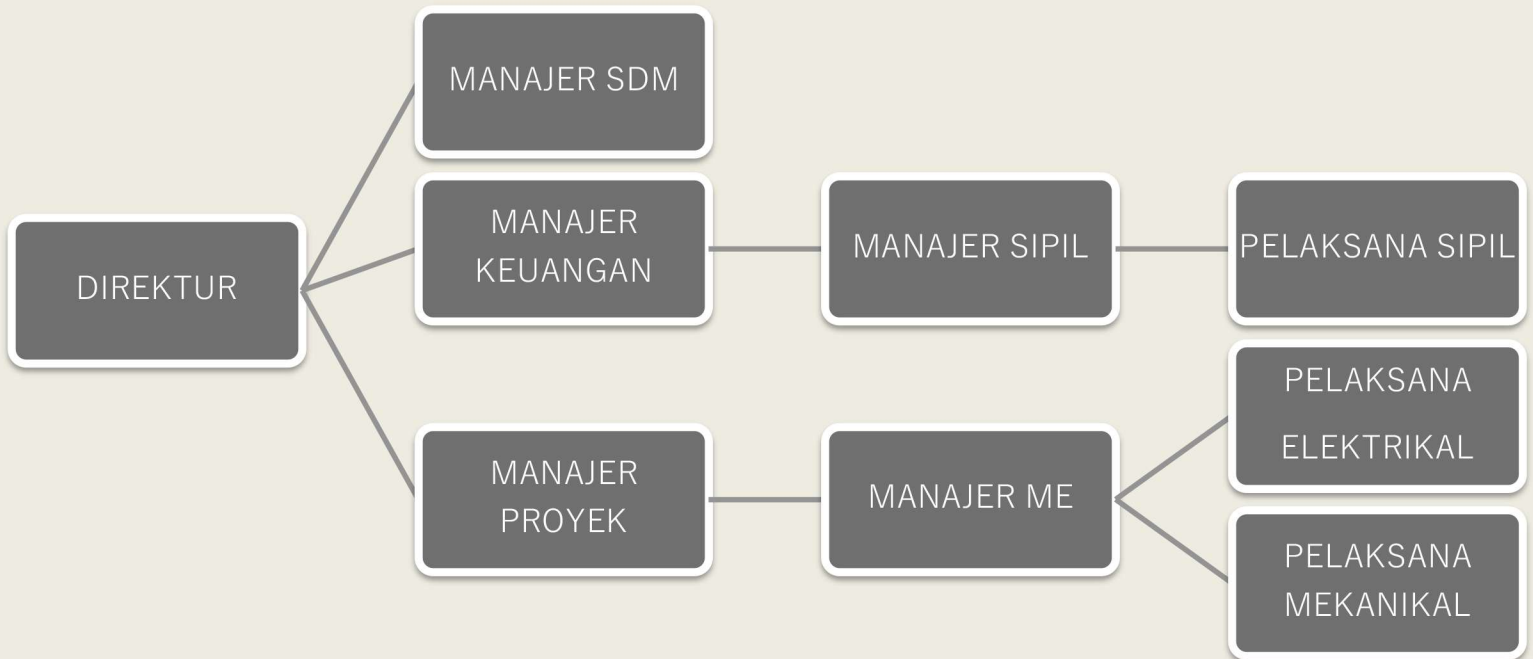 DIREKTUR
MANAJER SDM
MANAJER
KEUANGAN
MANAJER SIPIL
PELAKSANA SIPIL
MANAJER
PROYEK
MANAJER ME
PELAKSANA
ELEKTRIKAL
PELAKSANA
MEKANIKAL